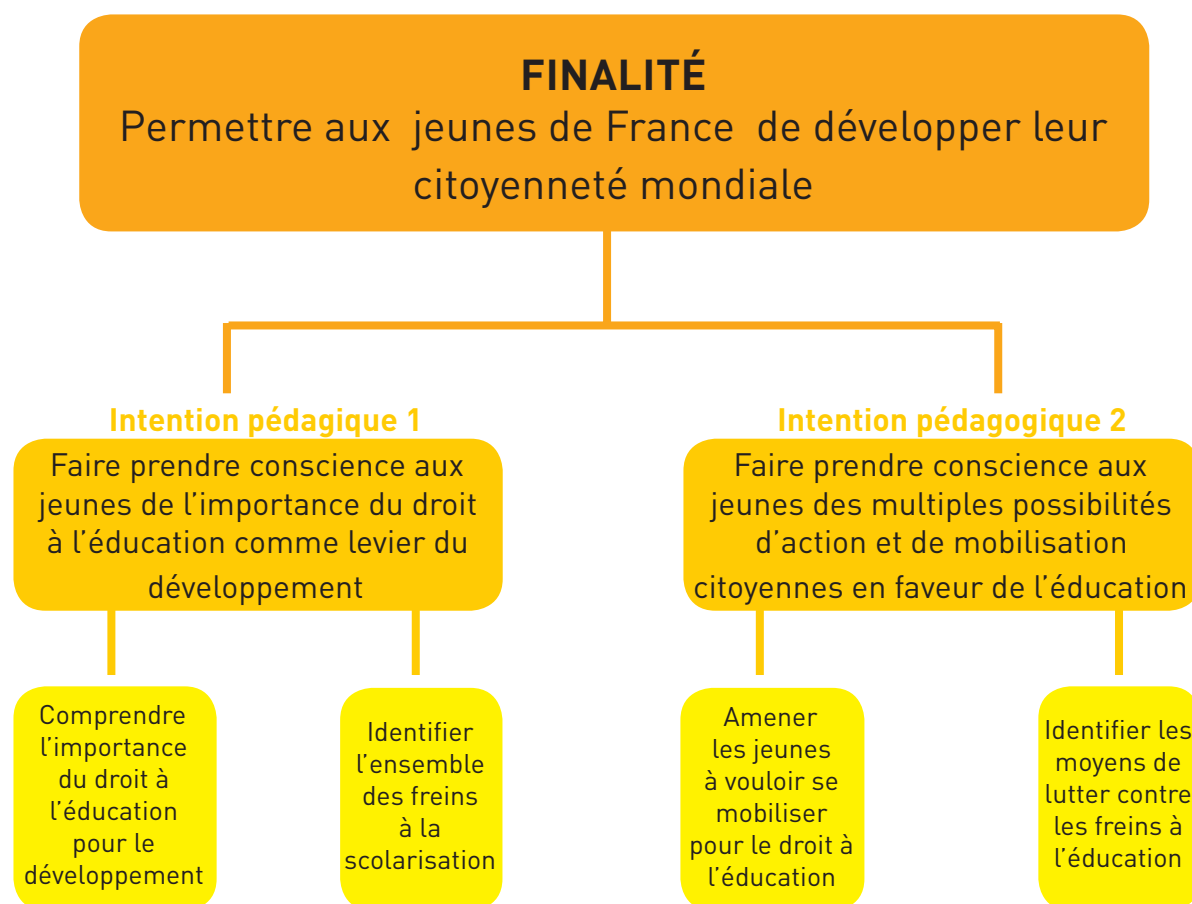 FINALITÉ
Permettre aux jeunes de France de développer leur
citoyenneté mondiale
Intention pédagique 1
Faire prendre conscience aux
jeunes de l’importance du droit
à l’éducation comme levier du
développement
Intention pédagogique 2
Faire prendre conscience aux
jeunes des multiples possibilités
d’action et de mobilisation
citoyennes en faveur de l’éducation
Comprendre
l’importance
du droit à
l’éducation
pour le
développement
Identifier
l’ensemble
des freins
à la
scolarisation
Amener
les jeunes
à vouloir se
mobiliser
pour le droit à
l’éducation
Identifier les
moyens de
lutter contre
les freins à
l’éducation